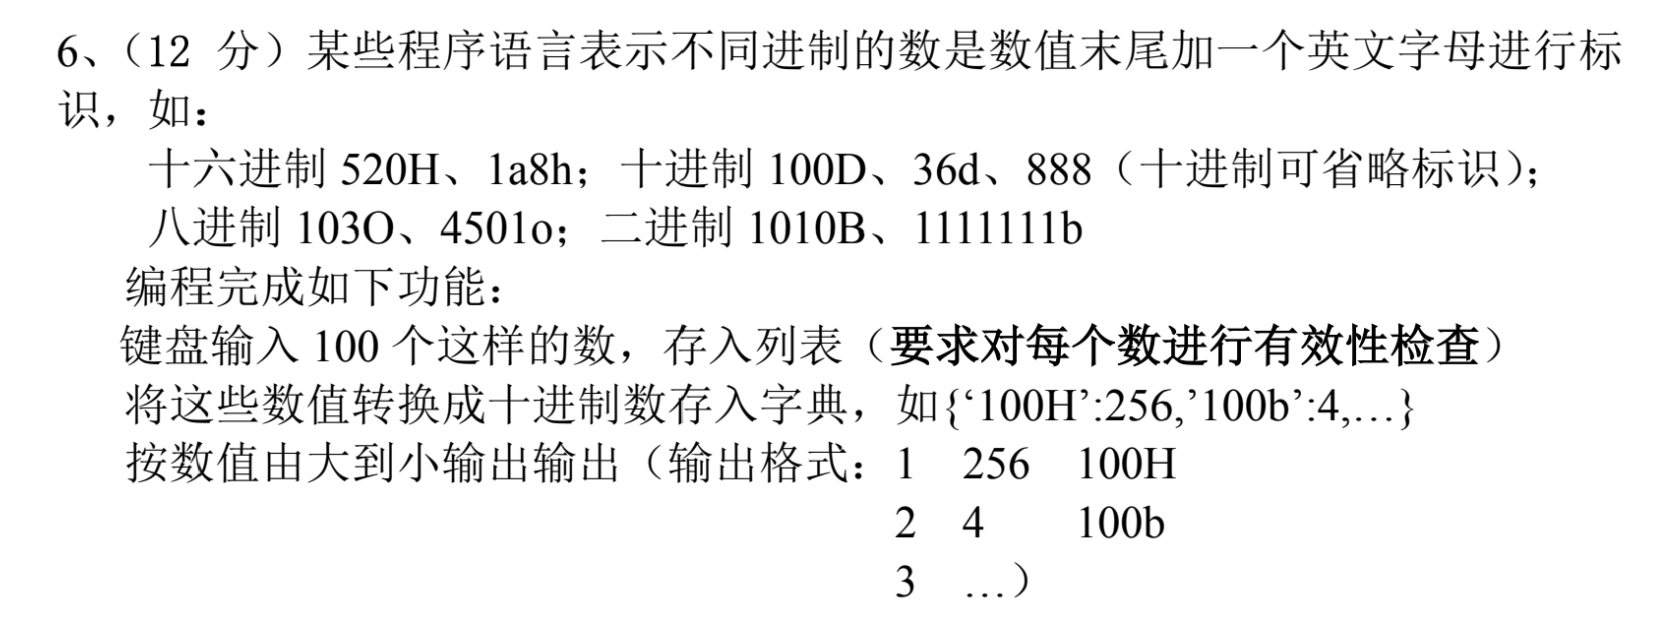 6、（12 分）某些程序语言表示不同进制的数是数值末尾加一个英文字母进行标
识，如：
十六进制 520H、1a8h；十进制 100D、36d、888（十进制可省略标识）；
八进制 103O、4501o；二进制 1010B、1111111b
编程完成如下功能：
键盘输入 100 个这样的数，存入列表（要求对每个数进行有效性检查）
将这些数值转换成十进制数存入字典，如{‘100H’:256,’100b’:4,…}
按数值由大到小输出输出（输出格式：1 256 100H
2 4 100b
3 …）